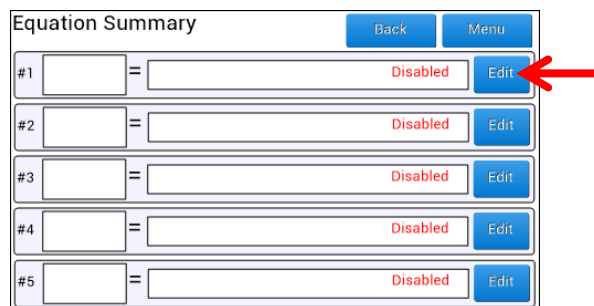 Equation Summary Back Menu
#1 = Disabled Edit
#2 = Disabled Edit
#3 = Disabled Edit
#4 = Disabled Edit
#5 = Disabled Edit